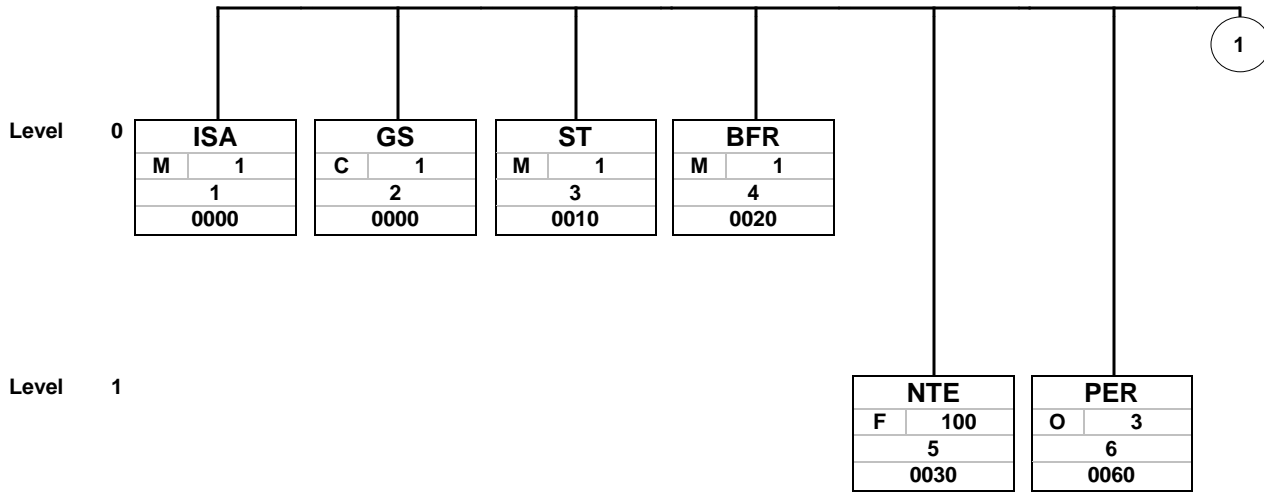 1
Level 0
ISA
M 1
1
0000
GS
C 1
2
0000
ST
M 1
3
0010
BFR
M 1
4
0020
Level 1
NTE
F 100
5
0030
PER
O 3
6
0060